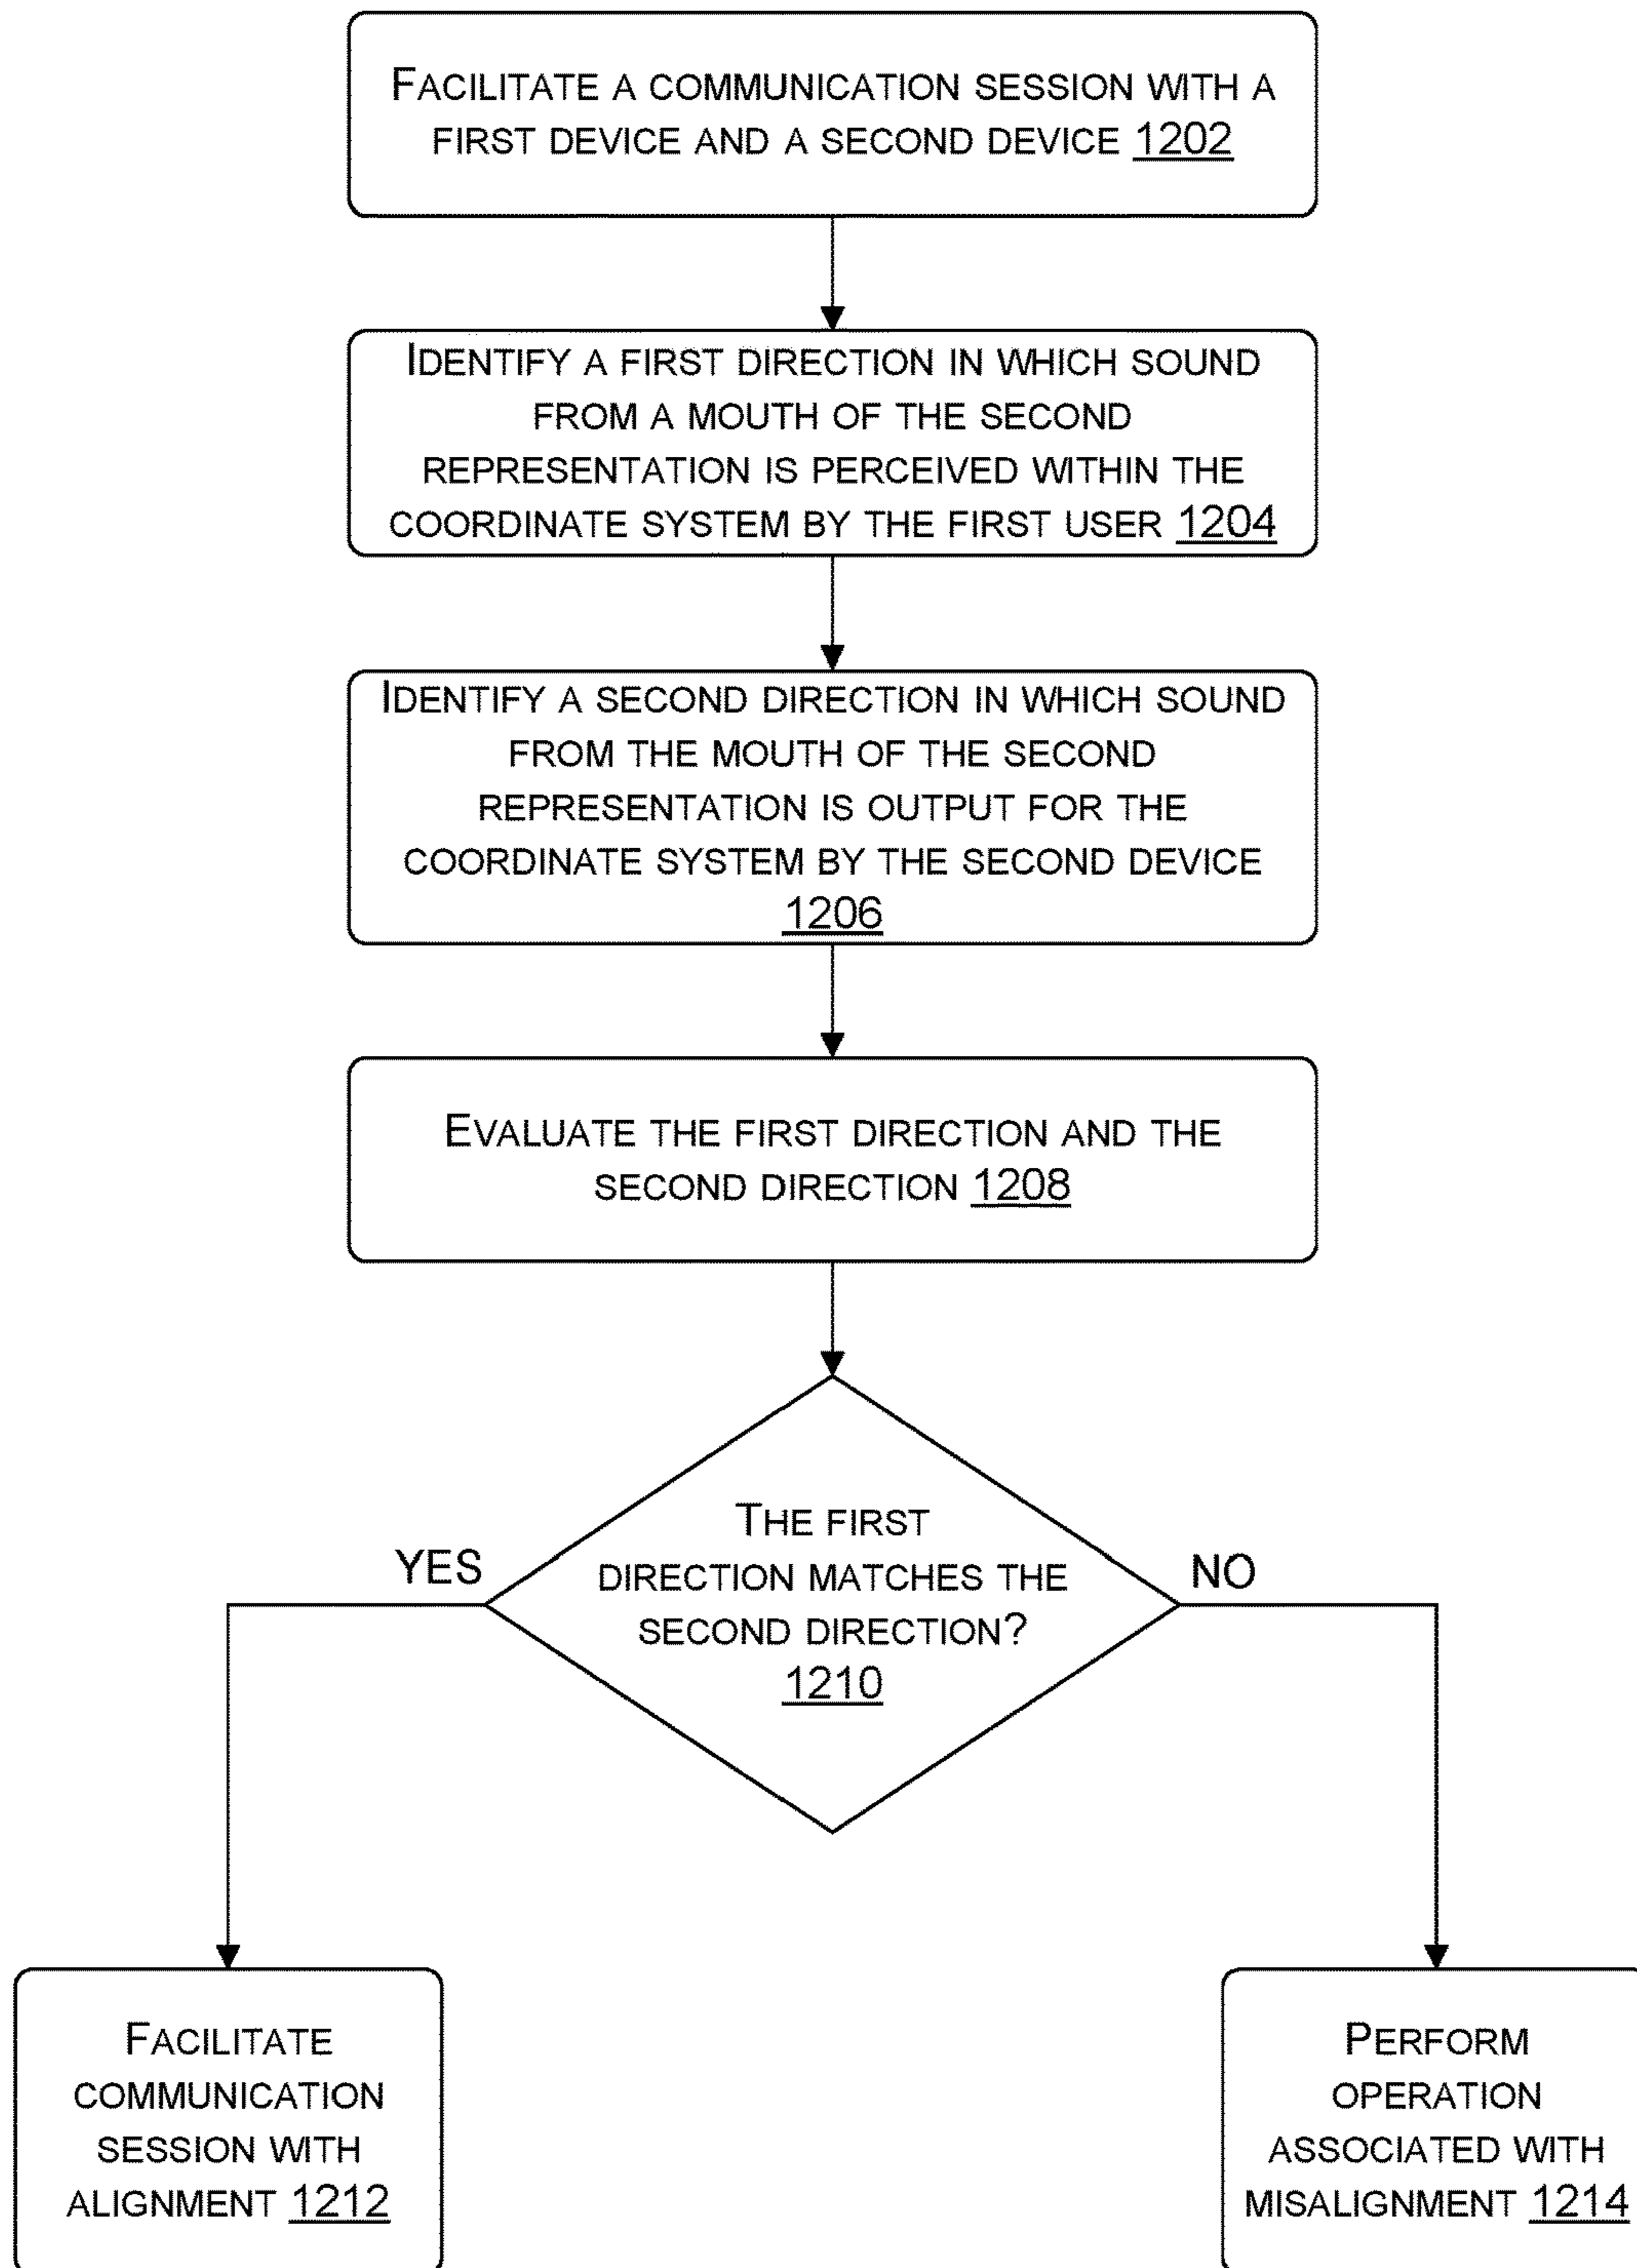 FACILITATE A COMMUNICATION SESSION WITH A
FIRST DEVICE AND A SECOND DEVICE 1202
IDENTIFY A FIRST DIRECTION IN WHICH SOUND
FROM A MOUTH OF THE SECOND
REPRESENTATION IS PERCEIVED WITHIN THE
COORDINATE SYSTEM BY THE FIRST USER 1204
IDENTIFY A SECOND DIRECTION IN WHICH SOUND
FROM THE MOUTH OF THE SECOND
REPRESENTATION IS OUTPUT FOR THE
COORDINATE SYSTEM BY THE SECOND DEVICE
1206
EVALUATE THE FIRST DIRECTION AND THE
SECOND DIRECTION 1208
THE FIRST
DIRECTION MATCHES THE
SECOND DIRECTION?
1210
YES
NO
FACILITATE
COMMUNICATION
SESSION WITH
ALIGNMENT 1212
PERFORM
OPERATION
ASSOCIATED WITH
MISALIGNMENT 1214